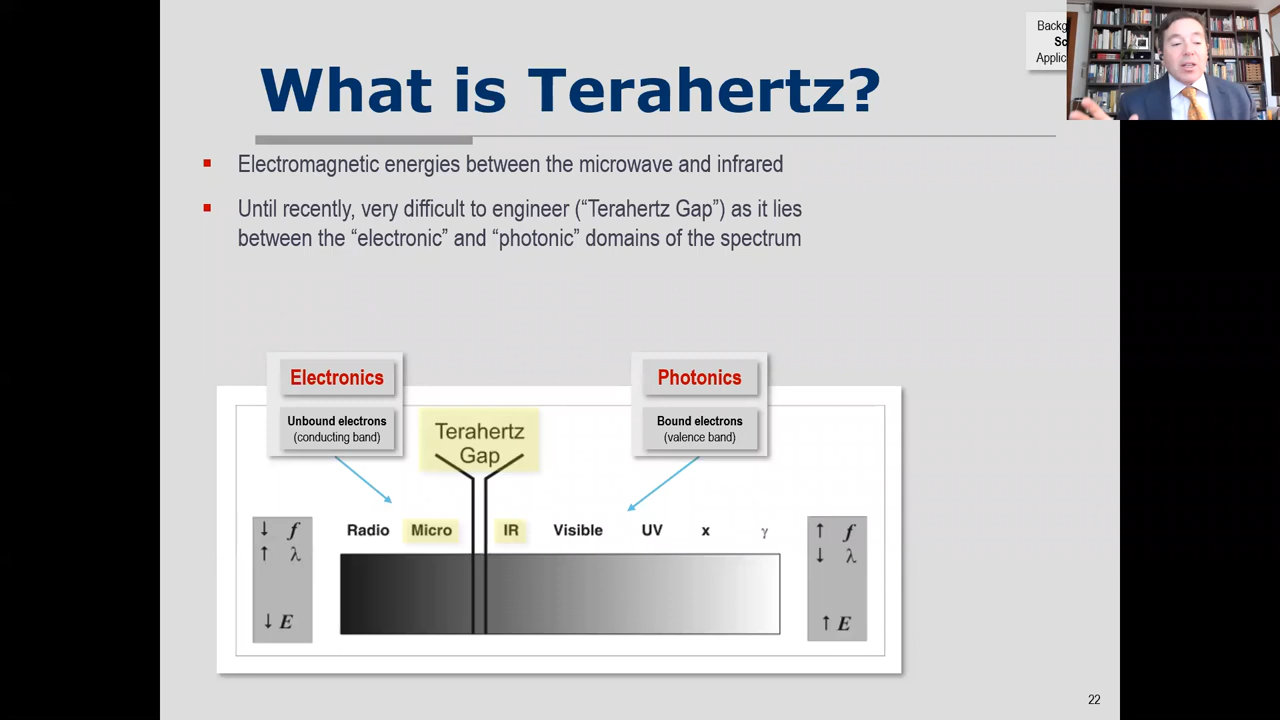 What is Terahertz?
Electromagnetic energies between the microwave and infrared
Until recently, very difficult to engineer (“Terahertz Gap”) as it lies
between the “electronic” and “photonic” domains of the spectrum
Electronics
Unbound electrons
(conducting band)
Photonics
Bound electrons
(valence band)
Terahertz
Gap
Radio Micro IR Visible UV x γ
↓ f
↑ λ
↓ E
↑ f
↓ λ
↑ E
22